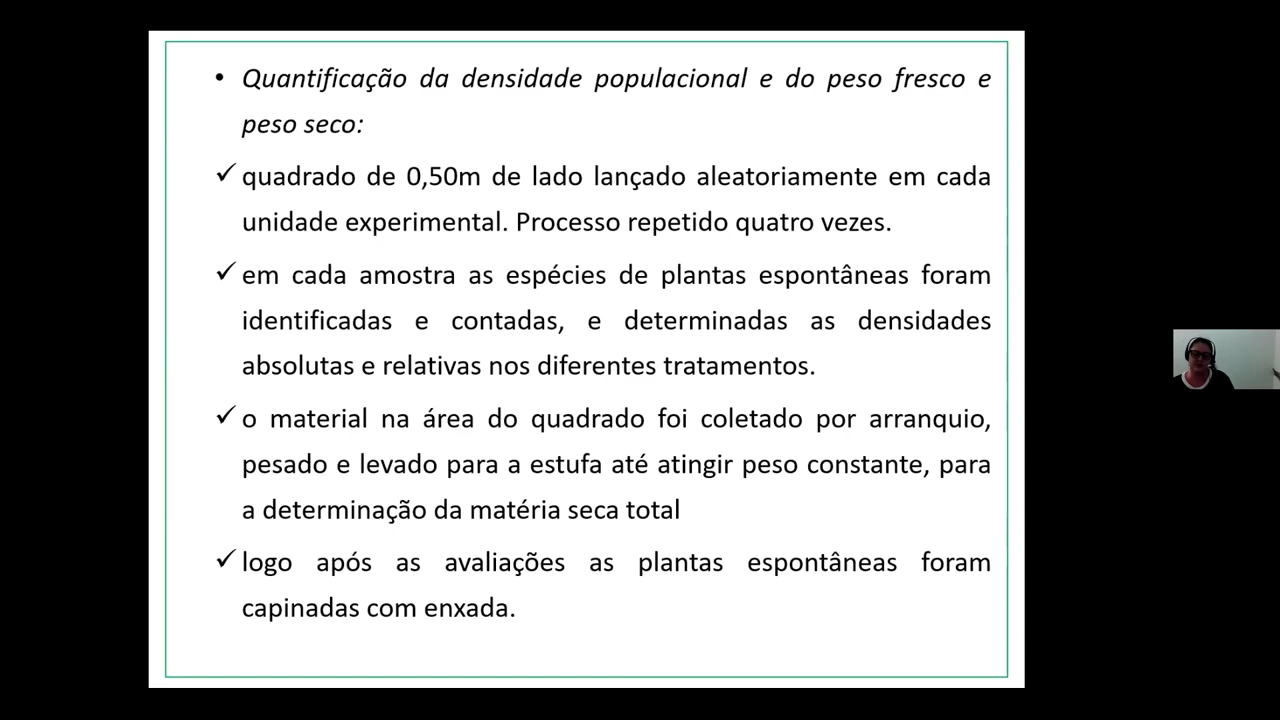 • Quantificação da densidade populacional e do peso fresco e
peso seco:
✓ quadrado de 0,50m de lado lançado aleatoriamente em cada
unidade experimental. Processo repetido quatro vezes.
✓ em cada amostra as espécies de plantas espontâneas foram
identificadas e contadas, e determinadas as densidades
absolutas e relativas nos diferentes tratamentos.
✓ o material na área do quadrado foi coletado por arranquio,
pesado e levado para a estufa até atingir peso constante, para
a determinação da matéria seca total
✓ logo após as avaliações as plantas espontâneas foram
capinadas com enxada.